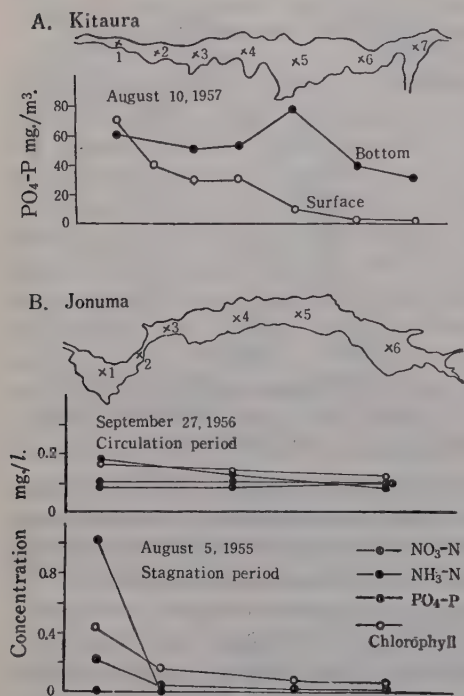 A. Kitaura
×1 ×2 ×3 ×4 ×5 ×6 ×7
August 10, 1957
PO₄-P mg./m³.
80
60
40
20
0
Bottom
Surface
B. Jonuma
×1 ×2 ×3 ×4 ×5 ×6
September 27, 1956
Circulation period
mg./l.
0.2
0
August 5, 1955
Stagnation period
Concentration
0.8
0.4
0
NO₃-N
NH₃-N
PO₄-P
Chlorophyll